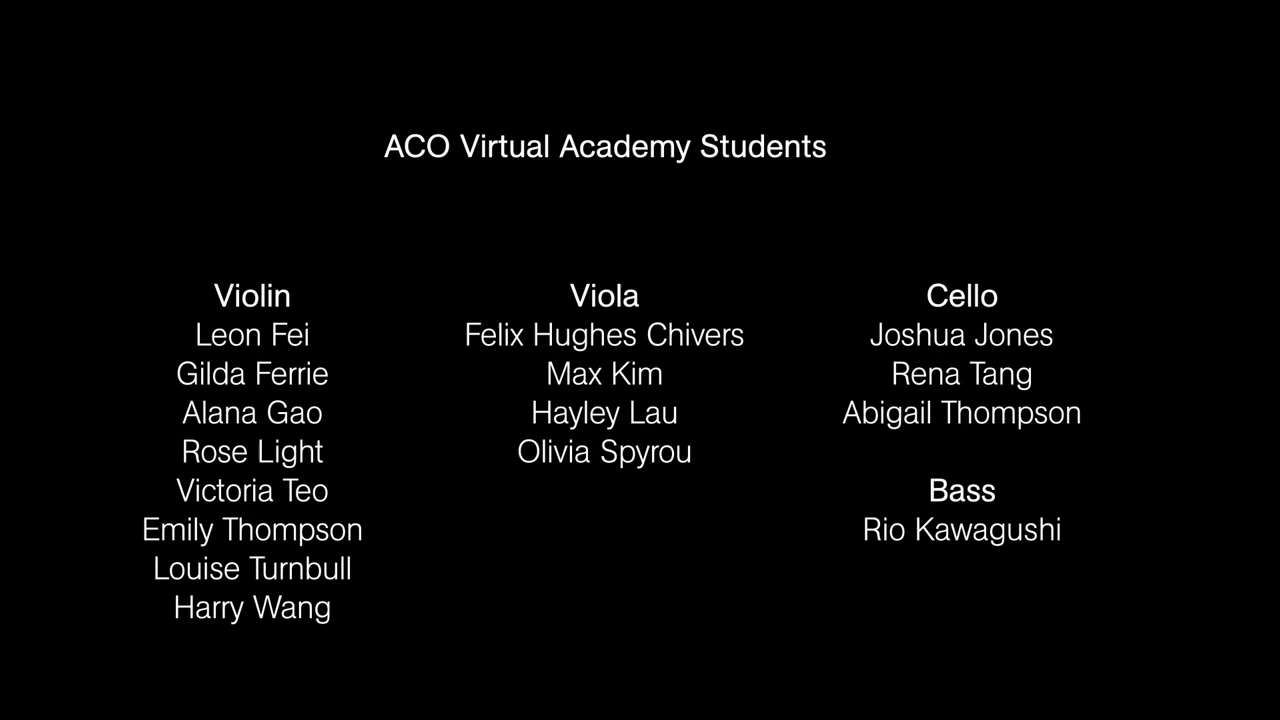 ACO Virtual Academy Students
Violin
Leon Fei
Gilda Ferrie
Alana Gao
Rose Light
Victoria Teo
Emily Thompson
Louise Turnbull
Harry Wang
Viola
Felix Hughes Chivers
Max Kim
Hayley Lau
Olivia Spyrou
Cello
Joshua Jones
Rena Tang
Abigail Thompson
Bass
Rio Kawagushi